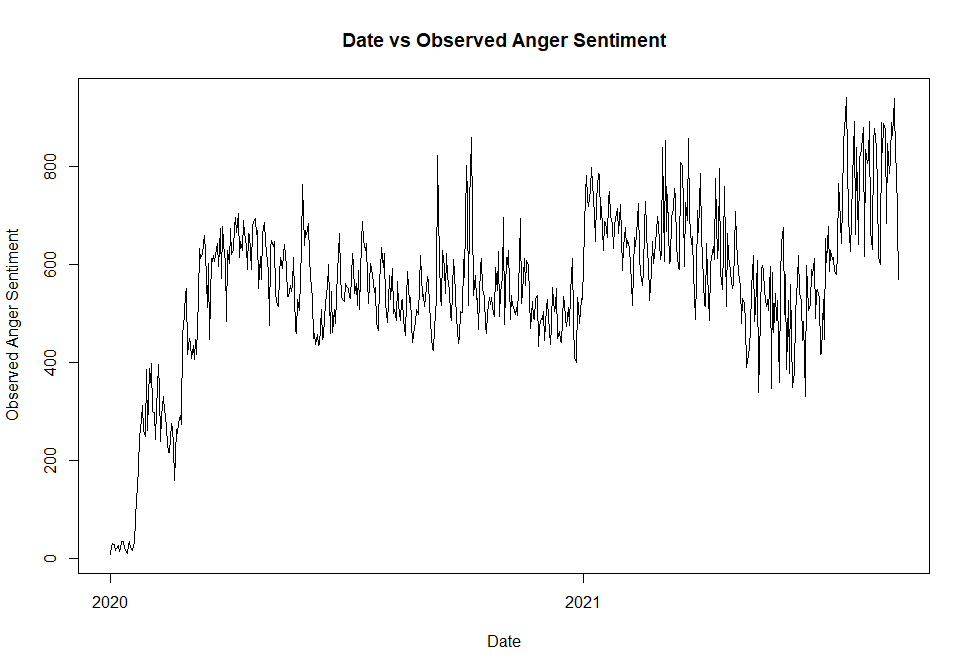 Date vs Observed Anger Sentiment
Observed Anger Sentiment
800
600
400
200
0
2020
2021
Date